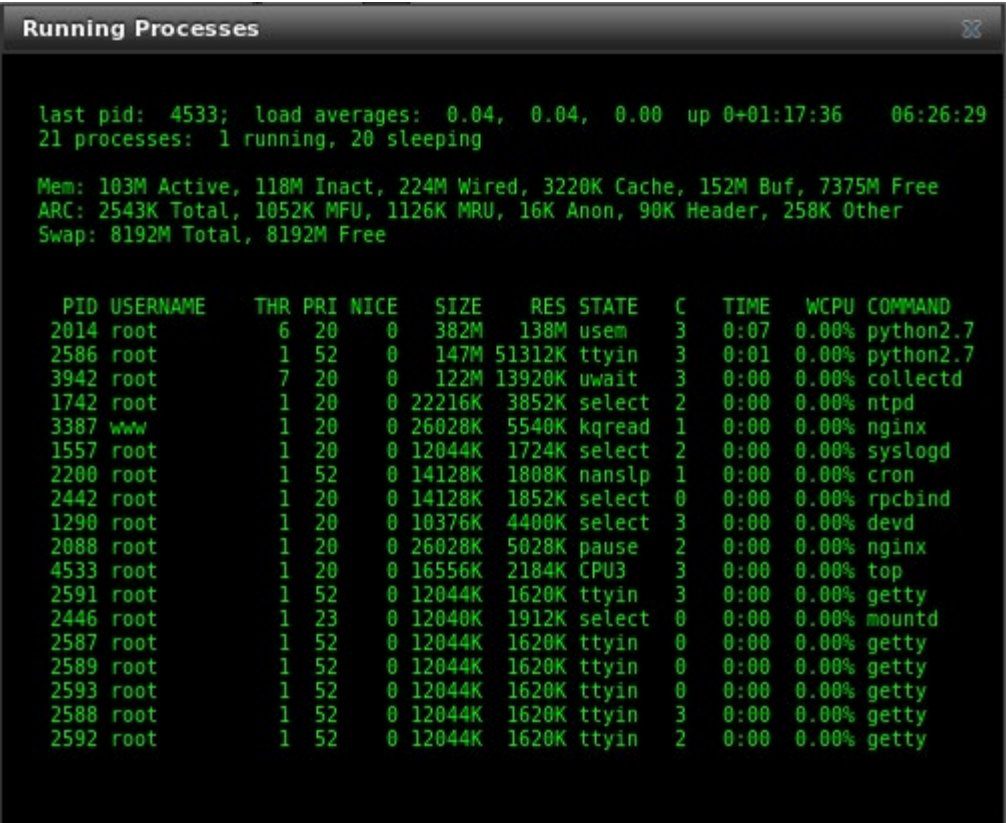 Running Processes
last pid:  4533;  load averages:  0.04,  0.04,  0.00  up 0+01:17:36    06:26:29
21 processes:  1 running, 20 sleeping
Mem: 103M Active, 118M Inact, 224M Wired, 3220K Cache, 152M Buf, 7375M Free
ARC: 2543K Total, 1052K MFU, 1126K MRU, 16K Anon, 90K Header, 258K Other
Swap: 8192M Total, 8192M Free
  PID USERNAME    THR PRI NICE   SIZE    RES STATE   C   TIME   WCPU COMMAND
 2014 root          6  20    0   382M   138M usem    3   0:07  0.00% python2.7
 2586 root          1  52    0   147M 51312K ttyin   3   0:01  0.00% python2.7
 3942 root          7  20    0   122M 13920K uwait   3   0:00  0.00% collectd
 1742 root          1  20    0 22216K  3852K select  2   0:00  0.00% ntpd
 3387 www           1  20    0 26028K  5540K kqread  1   0:00  0.00% nginx
 1557 root          1  20    0 12044K  1724K select  2   0:00  0.00% syslogd
 2200 root          1  52    0 14128K  1808K nanslp  1   0:00  0.00% cron
 2442 root          1  20    0 14128K  1852K select  0   0:00  0.00% rpcbind
 1290 root          1  20    0 10376K  4400K select  3   0:00  0.00% devd
 2088 root          1  20    0 26028K  5028K pause   2   0:00  0.00% nginx
 4533 root          1  20    0 16556K  2184K CPU3    3   0:00  0.00% top
 2591 root          1  52    0 12044K  1620K ttyin   3   0:00  0.00% getty
 2446 root          1  23    0 12040K  1912K select  0   0:00  0.00% mountd
 2587 root          1  52    0 12044K  1620K ttyin   0   0:00  0.00% getty
 2589 root          1  52    0 12044K  1620K ttyin   0   0:00  0.00% getty
 2593 root          1  52    0 12044K  1620K ttyin   0   0:00  0.00% getty
 2588 root          1  52    0 12044K  1620K ttyin   3   0:00  0.00% getty
 2592 root          1  52    0 12044K  1620K ttyin   2   0:00  0.00% getty